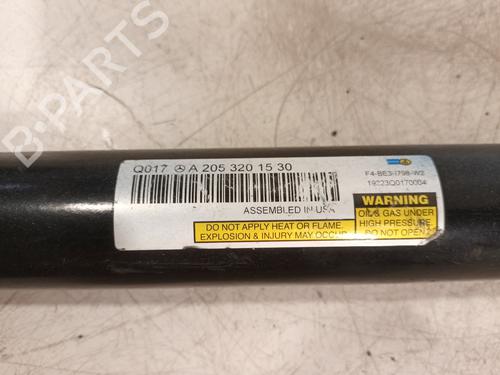 B-PARTS
Q017 A 205 320 15 30
ASSEMBLED IN USA
DO NOT APPLY HEAT OR FLAME.
EXPLOSION & INJURY MAY OCCUR
F4-BE3-I798-W2
19223Q0170004
WARNING
OIL& GAS UNDER
HIGH PRESSURE
DO NOT OPEN